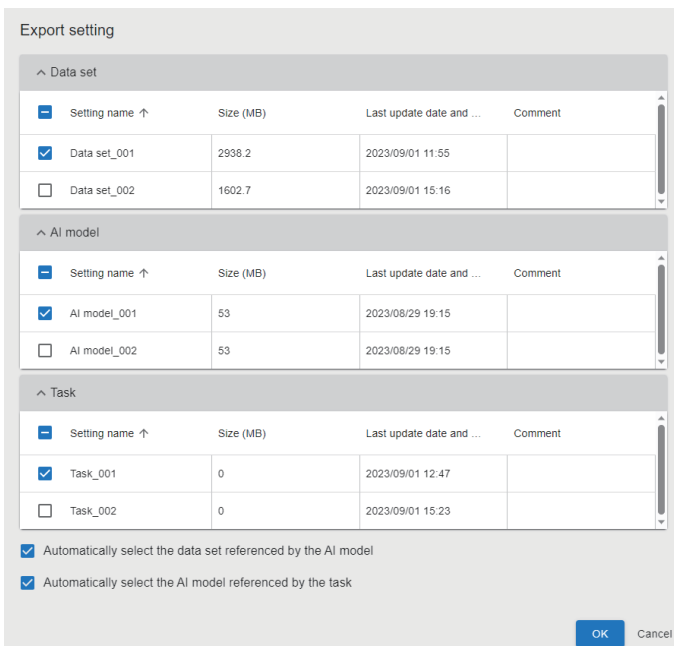 Export setting
Data set
Setting name ↑ Size (MB) Last update date and ... Comment
Data set_001 2938.2 2023/09/01 11:55
Data set_002 1602.7 2023/09/01 15:16
AI model
Setting name ↑ Size (MB) Last update date and ... Comment
AI model_001 53 2023/08/29 19:15
AI model_002 53 2023/08/29 19:15
Task
Setting name ↑ Size (MB) Last update date and ... Comment
Task_001 0 2023/09/01 12:47
Task_002 0 2023/09/01 15:23
Automatically select the data set referenced by the AI model
Automatically select the AI model referenced by the task
OK Cancel